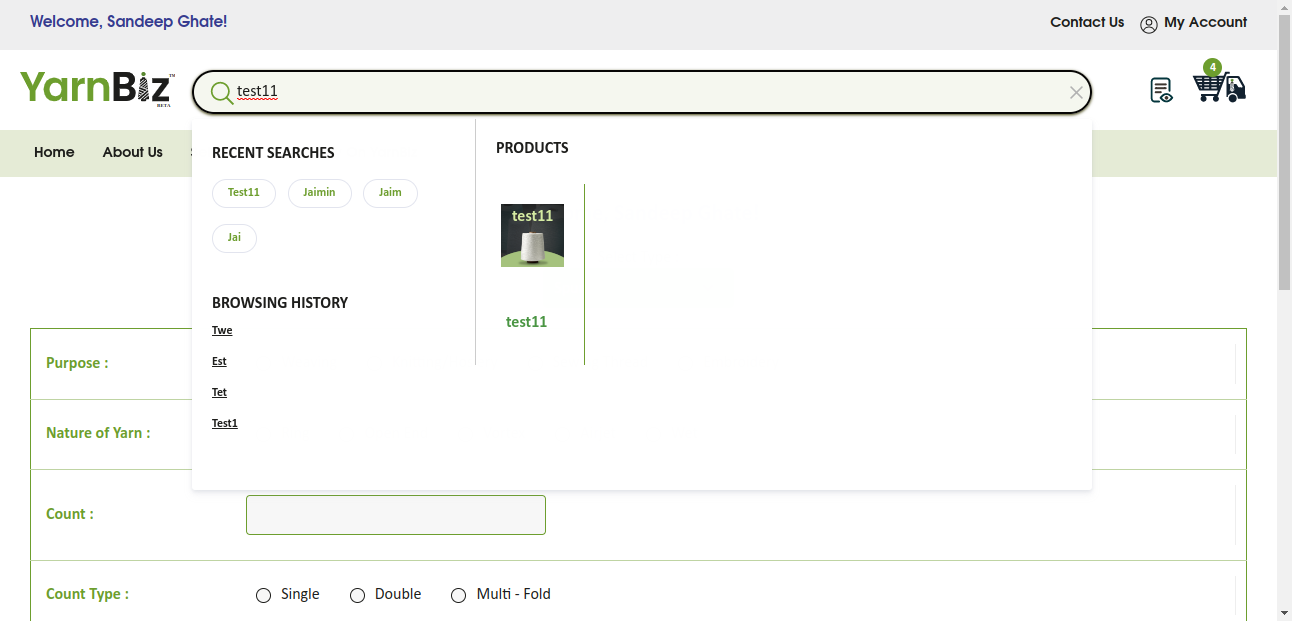 Welcome, Sandeep Ghate!
Contact Us
My Account
YarnBiz™
BETA
test11
4
Home
About Us
RECENT SEARCHES
Test11
Jaimin
Jaim
Jai
BROWSING HISTORY
Twe
Est
Tet
Test1
PRODUCTS
test11
test11
Purpose :
Nature of Yarn :
Count :
Count Type :
Single
Double
Multi - Fold